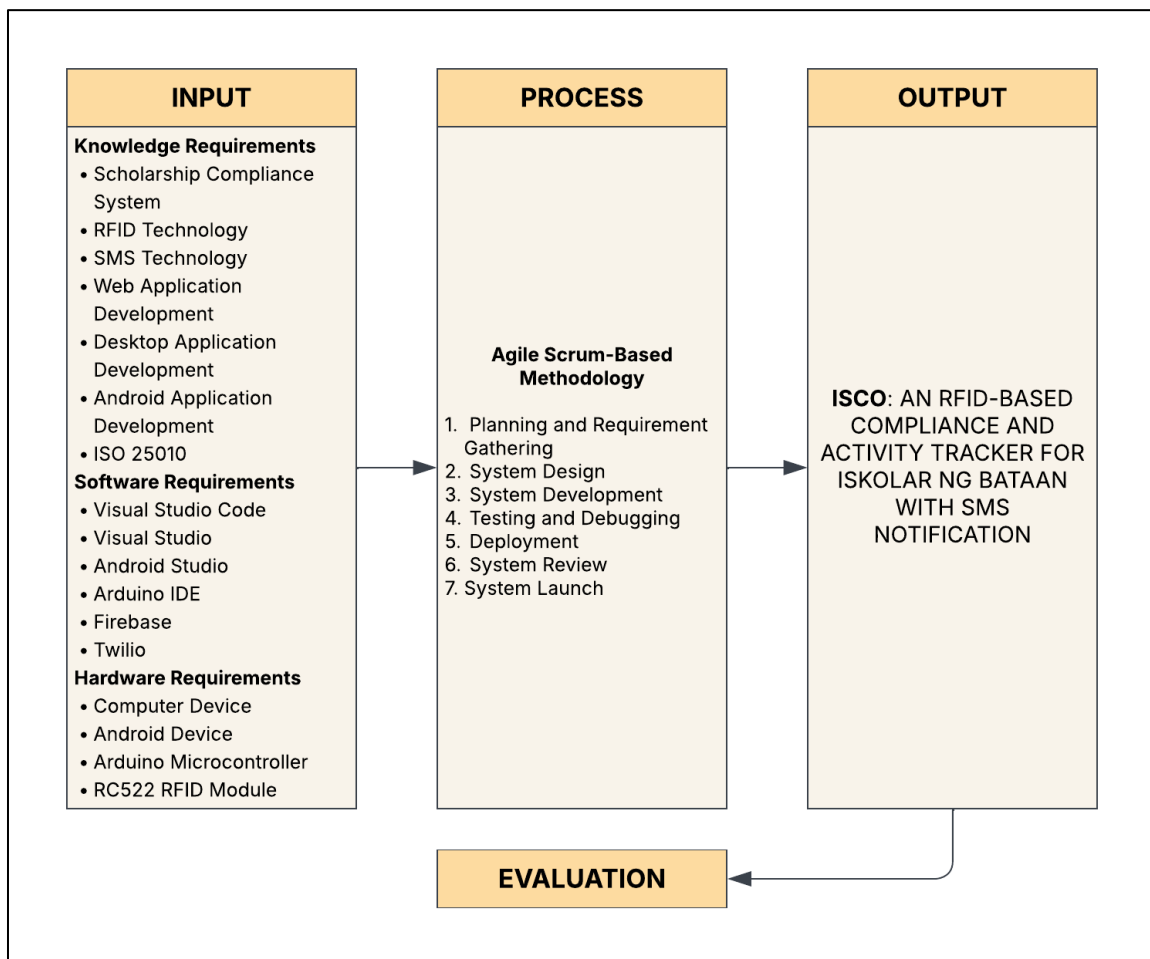 INPUT
Knowledge Requirements
• Scholarship Compliance
System
• RFID Technology
• SMS Technology
• Web Application
Development
• Desktop Application
Development
• Android Application
Development
• ISO 25010
Software Requirements
• Visual Studio Code
• Visual Studio
• Android Studio
• Arduino IDE
• Firebase
• Twilio
Hardware Requirements
• Computer Device
• Android Device
• Arduino Microcontroller
• RC522 RFID Module
PROCESS
Agile Scrum-Based
Methodology
1. Planning and Requirement
Gathering
2. System Design
3. System Development
4. Testing and Debugging
5. Deployment
6. System Review
7. System Launch
OUTPUT
ISCO: AN RFID-BASED
COMPLIANCE AND
ACTIVITY TRACKER FOR
ISKOLAR NG BATAAN
WITH SMS
NOTIFICATION
EVALUATION